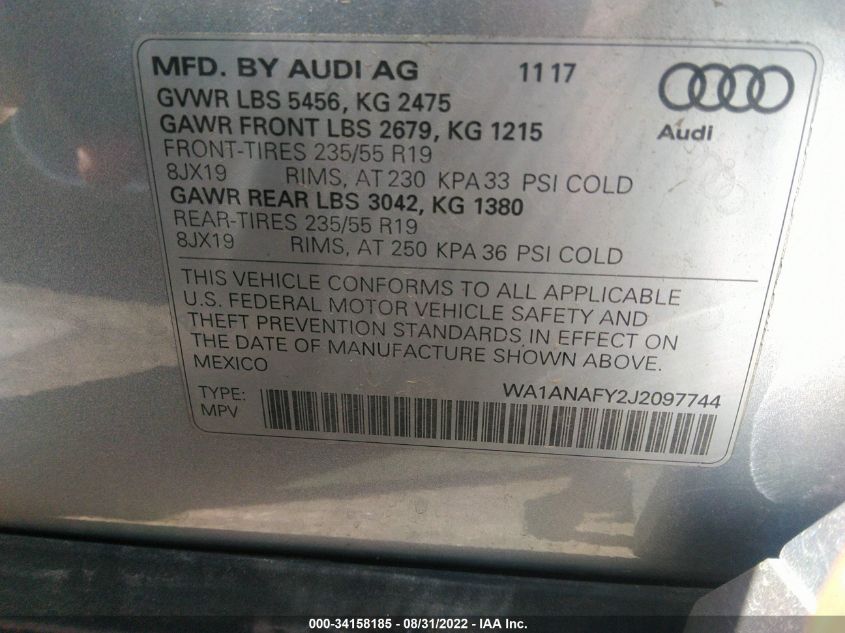 MFD. BY AUDI AG 11 17
GVWR LBS 5456, KG 2475
GAWR FRONT LBS 2679, KG 1215
Audi
FRONT-TIRES 235/55 R19
8JX19 RIMS, AT 230 KPA 33 PSI COLD
GAWR REAR LBS 3042, KG 1380
REAR-TIRES 235/55 R19
8JX19 RIMS, AT 250 KPA 36 PSI COLD
THIS VEHICLE CONFORMS TO ALL APPLICABLE
U.S. FEDERAL MOTOR VEHICLE SAFETY AND
THEFT PREVENTION STANDARDS IN EFFECT ON
THE DATE OF MANUFACTURE SHOWN ABOVE.
MEXICO
WA1ANAFY2J2097744
TYPE:
MPV
000-34158185 - 08/31/2022 - IAA Inc.